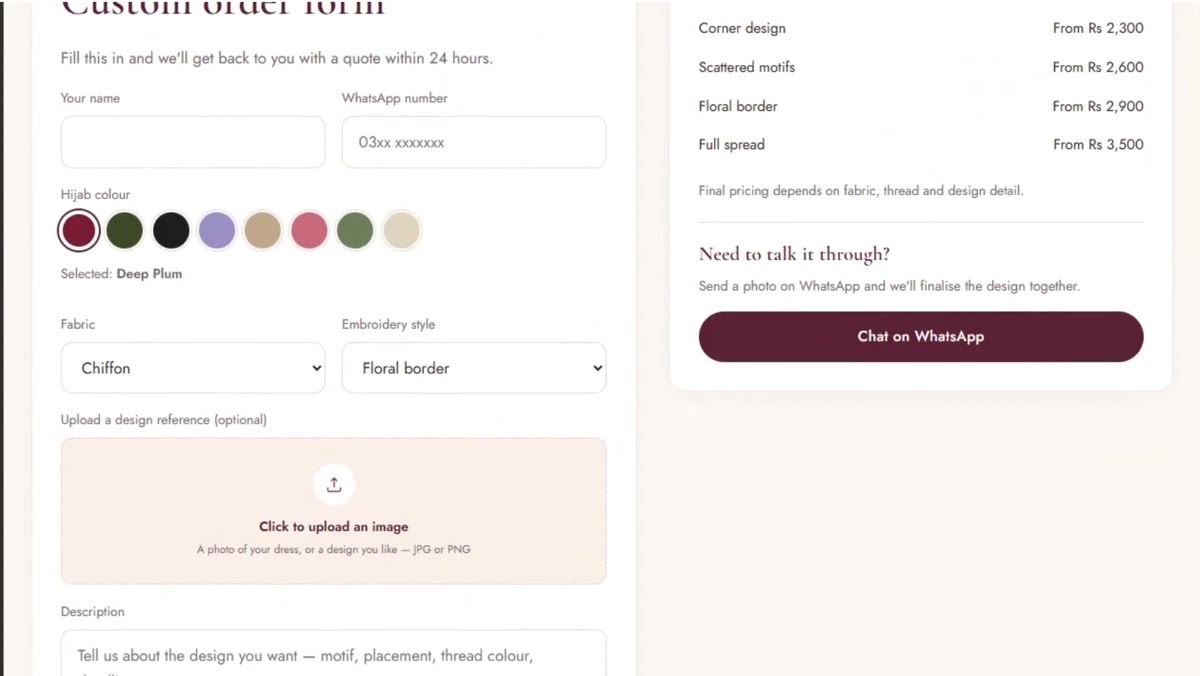 Custom order form
Fill this in and we'll get back to you with a quote within 24 hours.
Your name
WhatsApp number
03xx xxxxxxx
Hijab colour
Selected: Deep Plum
Fabric
Embroidery style
Chiffon
Floral border
Upload a design reference (optional)
Click to upload an image
A photo of your dress, or a design you like — JPG or PNG
Description
Tell us about the design you want — motif, placement, thread colour,
Corner design From Rs 2,300
Scattered motifs From Rs 2,600
Floral border From Rs 2,900
Full spread From Rs 3,500
Final pricing depends on fabric, thread and design detail.
Need to talk it through?
Send a photo on WhatsApp and we'll finalise the design together.
Chat on WhatsApp